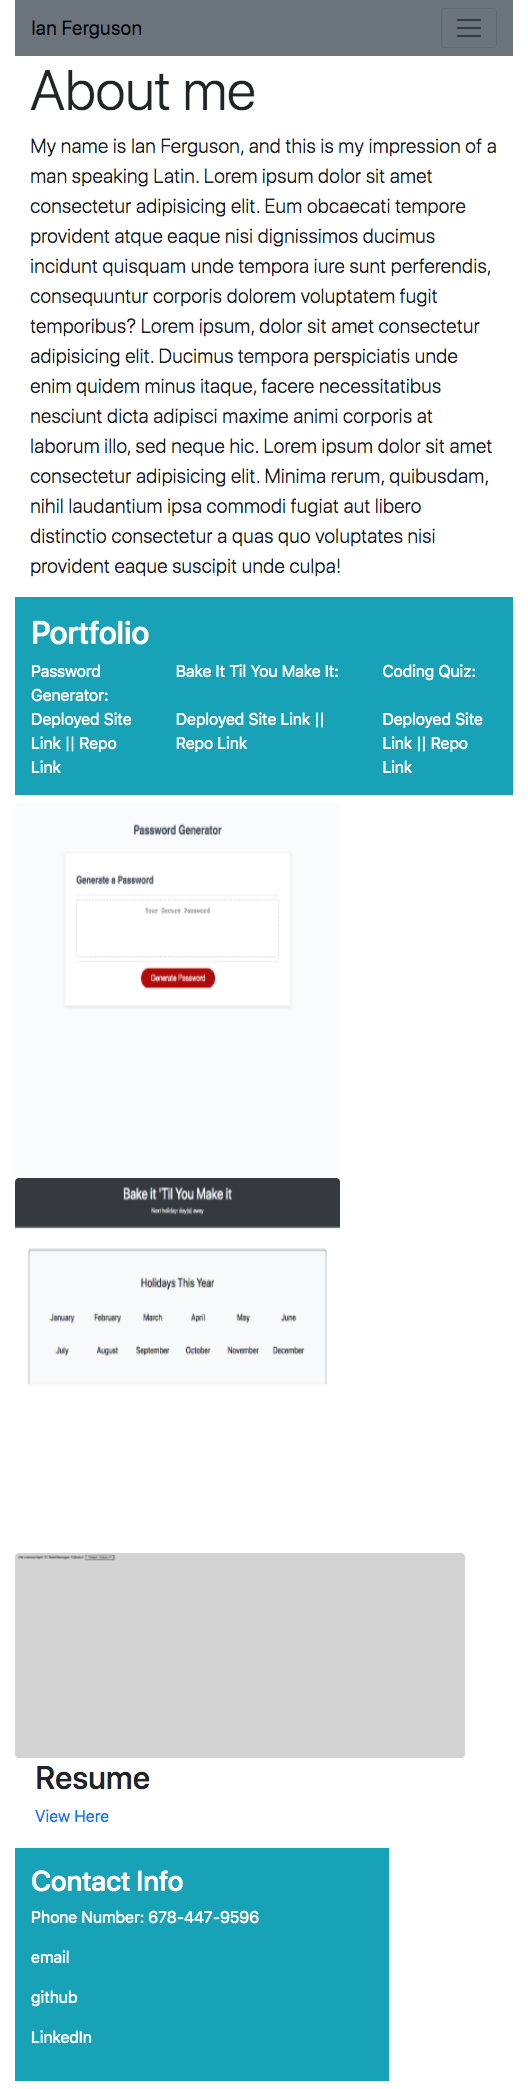 Ian Ferguson
About me
My name is Ian Ferguson, and this is my impression of a
man speaking Latin. Lorem ipsum dolor sit amet
consectetur adipisicing elit. Eum obcaecati tempore
provident atque eaque nisi dignissimos ducimus
incidunt quisquam unde tempora iure sunt perferendis,
consequuntur corporis dolorem voluptatem fugit
temporibus? Lorem ipsum, dolor sit amet consectetur
adipisicing elit. Ducimus tempora perspiciatis unde
enim quidem minus itaque, facere necessitatibus
nesciunt dicta adipisci maxime animi corporis at
laborum illo, sed neque hic. Lorem ipsum dolor sit amet
consectetur adipisicing elit. Minima rerum, quibusdam,
nihil laudantium ipsa commodi fugiat aut libero
distinctio consectetur a quas quo voluptates nisi
provident eaque suscipit unde culpa!
Portfolio
Password
Generator:
Deployed Site
Link || Repo
Link
Bake It Til You Make It:
Deployed Site Link ||
Repo Link
Coding Quiz:
Deployed Site
Link || Repo
Link
Password Generator
Generate a Password
Your Secure Password
Generate Password
Bake it 'Til You Make it
Next holiday: day(s) away
Holidays This Year
January February March April May June
July August September October November December
Resume
View Here
Contact Info
Phone Number: 678-447-9596
email
github
LinkedIn